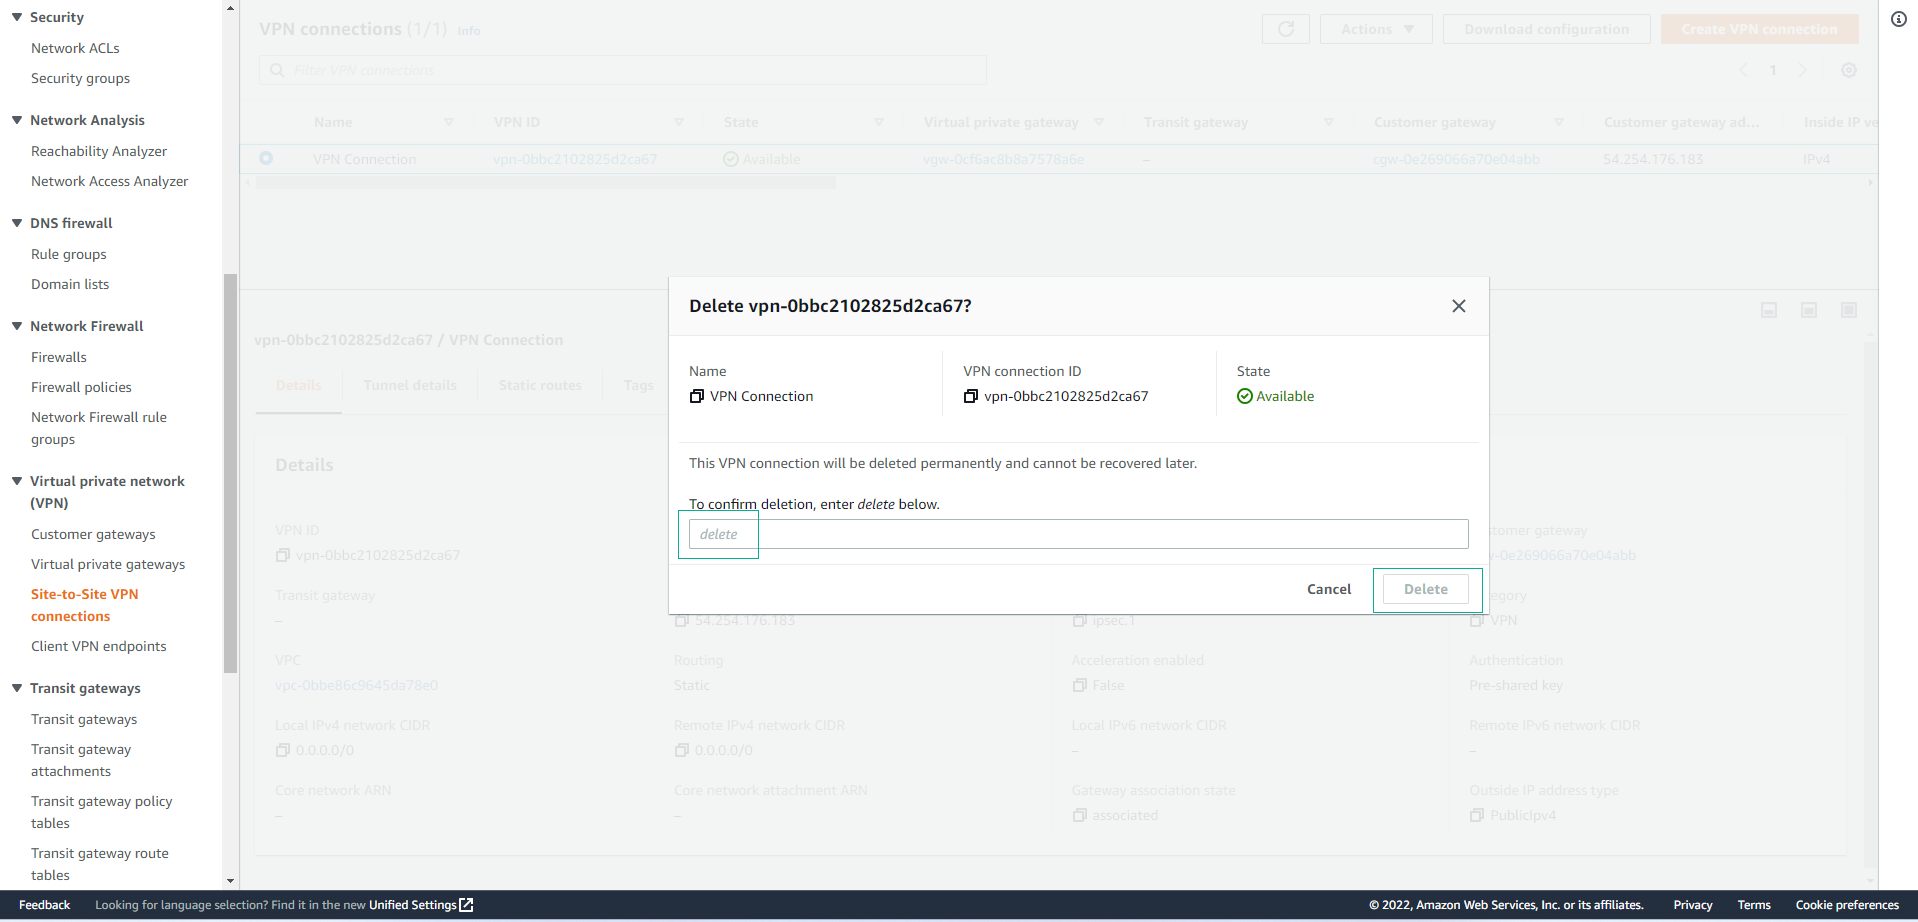 Security
Network ACLs
Security groups
Network Analysis
Reachability Analyzer
Network Access Analyzer
DNS firewall
Rule groups
Domain lists
Network Firewall
Firewalls
Firewall policies
Network Firewall rule
groups
Virtual private network
(VPN)
Customer gateways
Virtual private gateways
Site-to-Site VPN
connections
Client VPN endpoints
Transit gateways
Transit gateways
Transit gateway
attachments
Transit gateway policy
tables
Transit gateway route
tables
VPN connections (1/1) Info
Actions
Download configuration
Create VPN connection
Filter VPN connections
1
Name VPN ID State Virtual private gateway Transit gateway Customer gateway Customer gateway ad... Inside IP ve
VPN Connection vpn-0bbc2102825d2ca67 Available vgw-0cf6ac8b8a7578a6e – cgw-0e269066a70e04abb 54.254.176.183 IPv4
vpn-0bbc2102825d2ca67 / VPN Connection
Details Tunnel details Static routes Tags
Delete vpn-0bbc2102825d2ca67?
Name VPN connection ID State
VPN Connection vpn-0bbc2102825d2ca67 Available
This VPN connection will be deleted permanently and cannot be recovered later.
To confirm deletion, enter delete below.
delete
Cancel Delete
Details
VPN ID stomer gateway
vpn-0bbc2102825d2ca67 w-0e269066a70e04abb
Transit gateway egory
– 54.254.176.183 ipsec.1 VPN
VPC Routing Acceleration enabled Authentication
vpc-0bbe86c9645da78e0 Static False Pre-shared key
Local IPv4 network CIDR Remote IPv4 network CIDR Local IPv6 network CIDR Remote IPv6 network CIDR
0.0.0.0/0 0.0.0.0/0 – –
Core network ARN Core network attachment ARN Gateway association state Outside IP address type
– – associated PublicIpv4
Feedback Looking for language selection? Find it in the new Unified Settings © 2022, Amazon Web Services, Inc. or its affiliates. Privacy Terms Cookie preferences